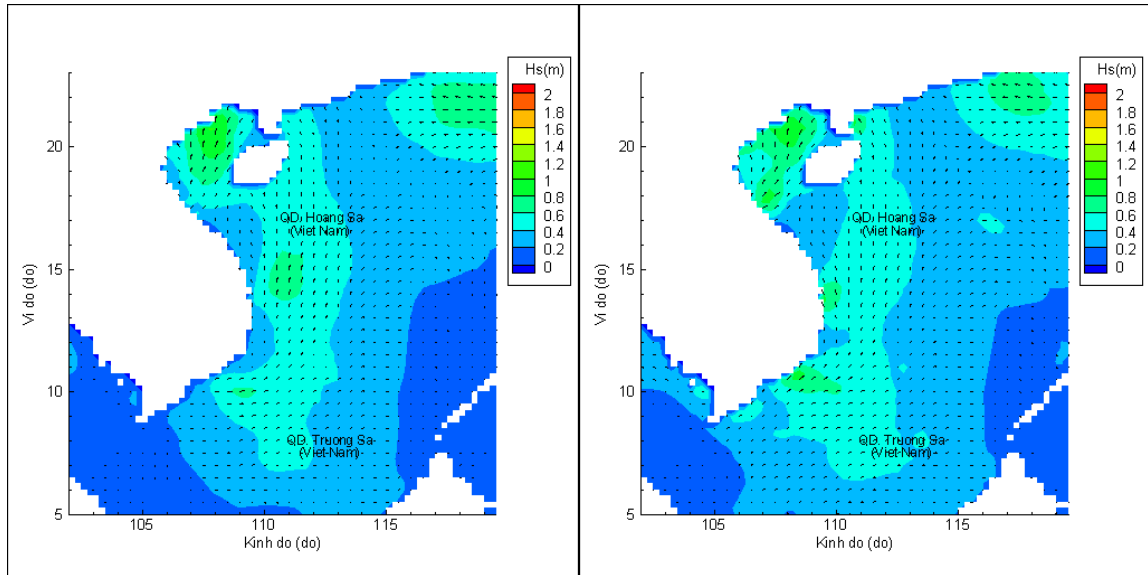 Hs(m)
2
1.8
1.6
1.4
1.2
1
0.8
0.6
0.4
0.2
0
20
15
10
5
Vi do (do)
QD. Hoang Sa
(Viet Nam)
QD. Truong Sa
(Viet-Nam)
105
110
115
Kinh do (do)
Hs(m)
2
1.8
1.6
1.4
1.2
1
0.8
0.6
0.4
0.2
0
20
15
10
5
Vi do (do)
QD. Hoang Sa
(Viet Nam)
QD. Truong Sa
(Viet-Nam)
105
110
115
Kinh do (do)